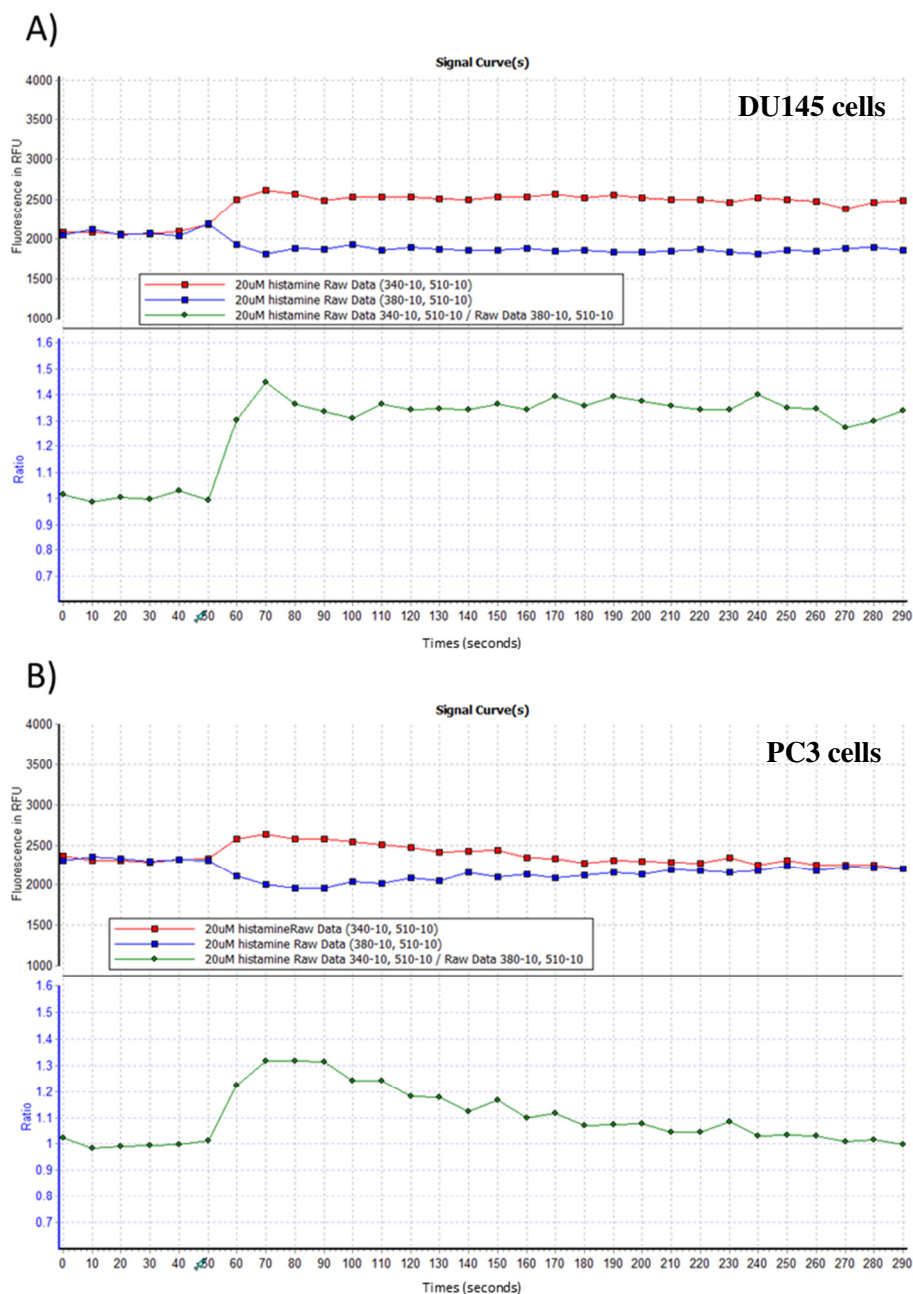 A)
Signal Curve(s)
DU145 cells
4000
3500
3000
2500
2000
1500
1000
Fluorescence in RFU
20uM histamine Raw Data (340-10, 510-10)
20uM histamine Raw Data (380-10, 510-10)
20uM histamine Raw Data 340-10, 510-10 / Raw Data 380-10, 510-10
1.6
1.5
1.4
1.3
1.2
1.1
1
0.9
0.8
0.7
Ratio
0 10 20 30 40 50 60 70 80 90 100 110 120 130 140 150 160 170 180 190 200 210 220 230 240 250 260 270 280 290
Times (seconds)
B)
Signal Curve(s)
PC3 cells
4000
3500
3000
2500
2000
1500
1000
Fluorescence in RFU
20uM histamineRaw Data (340-10, 510-10)
20uM histamine Raw Data (380-10, 510-10)
20uM histamine Raw Data 340-10, 510-10 / Raw Data 380-10, 510-10
1.6
1.5
1.4
1.3
1.2
1.1
1
0.9
0.8
0.7
Ratio
0 10 20 30 40 50 60 70 80 90 100 110 120 130 140 150 160 170 180 190 200 210 220 230 240 250 260 270 280 290
Times (seconds)